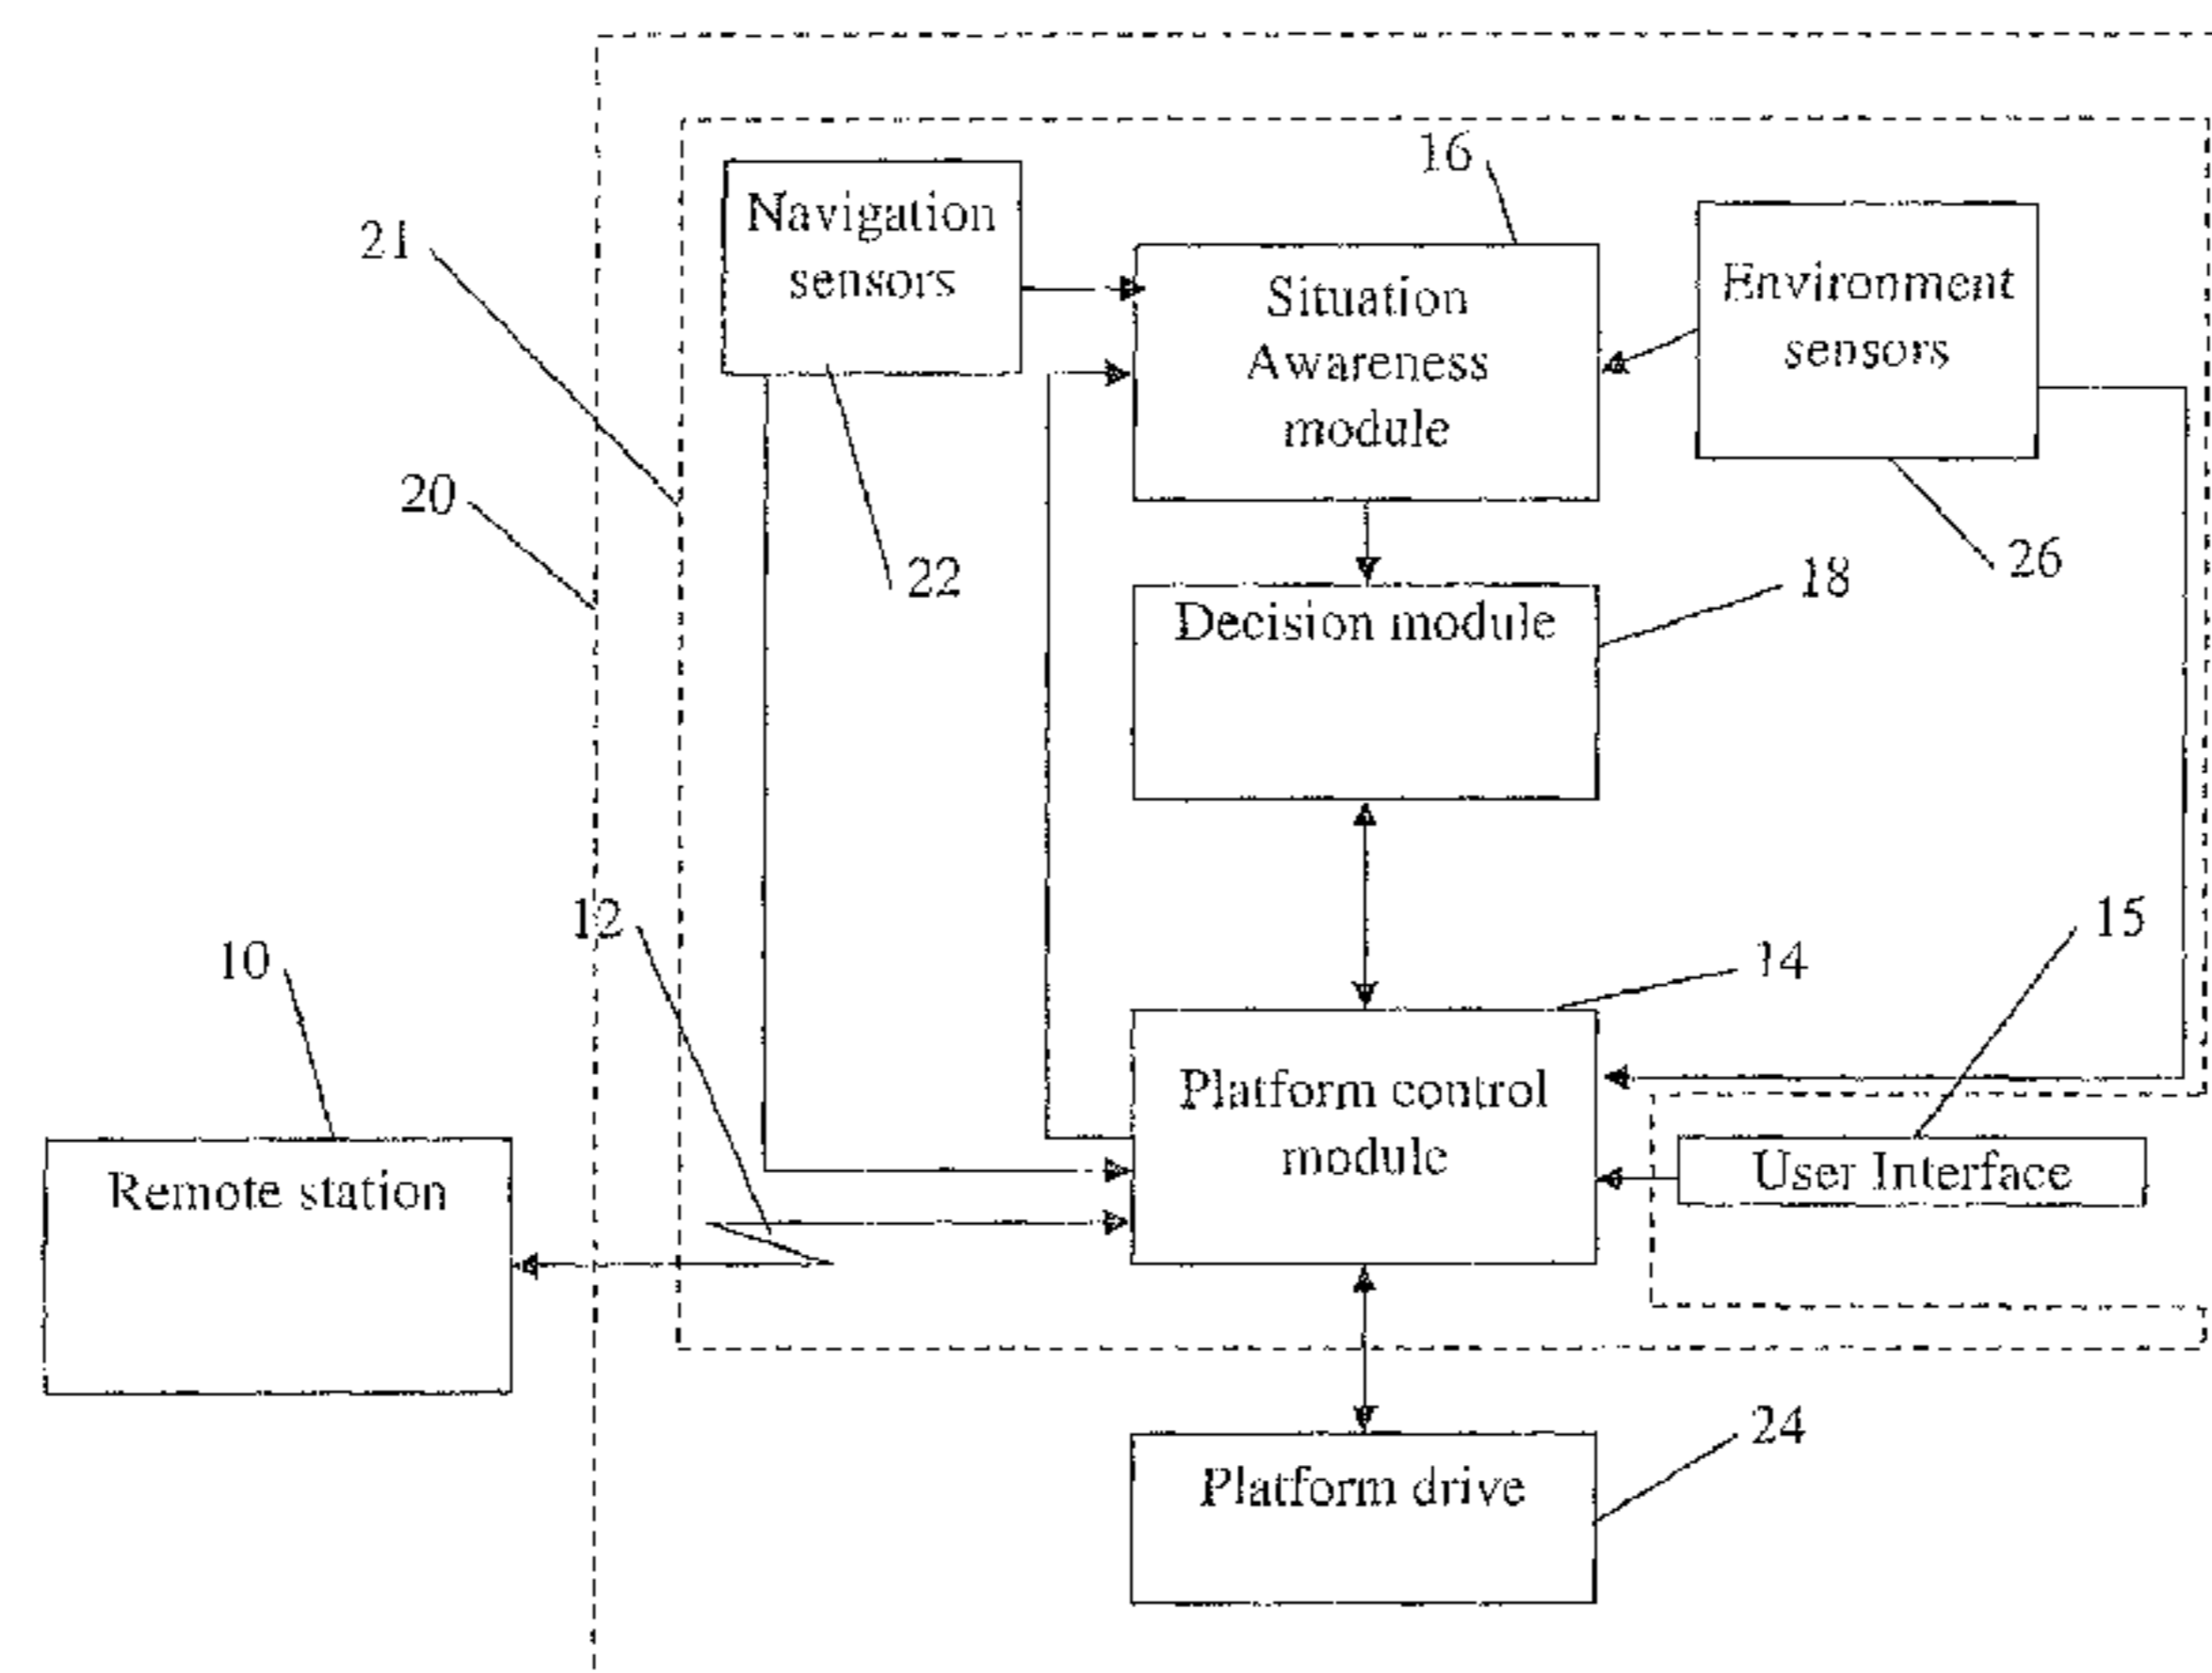 16
Navigation
sensors
21
Situation
Awareness
module
Environment
sensors
20
22
26
18
Decision module
12
10
15
14
Platform control
module
Remote station
User Interface
24
Platform drive